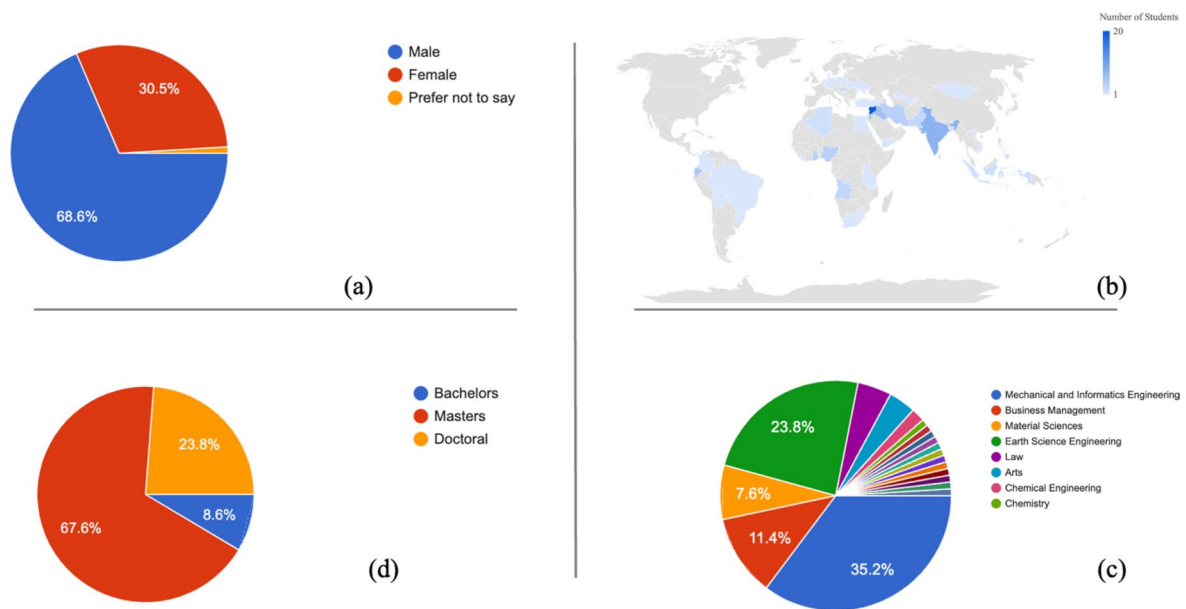 Male
Female
Prefer not to say
30.5%
68.6%
(a)
Number of Students
20
1
(b)
Bachelors
Masters
Doctoral
23.8%
8.6%
67.6%
(d)
Mechanical and Informatics Engineering
Business Management
Material Sciences
Earth Science Engineering
Law
Arts
Chemical Engineering
Chemistry
23.8%
7.6%
11.4%
35.2%
(c)